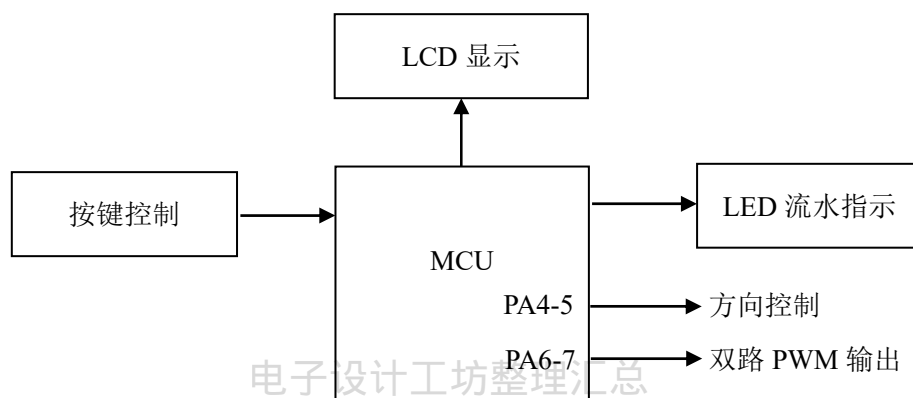 LCD 显示
按键控制
LED 流水指示
MCU
PA4-5
方向控制
PA6-7
双路 PWM 输出
电子设计工坊整理汇总